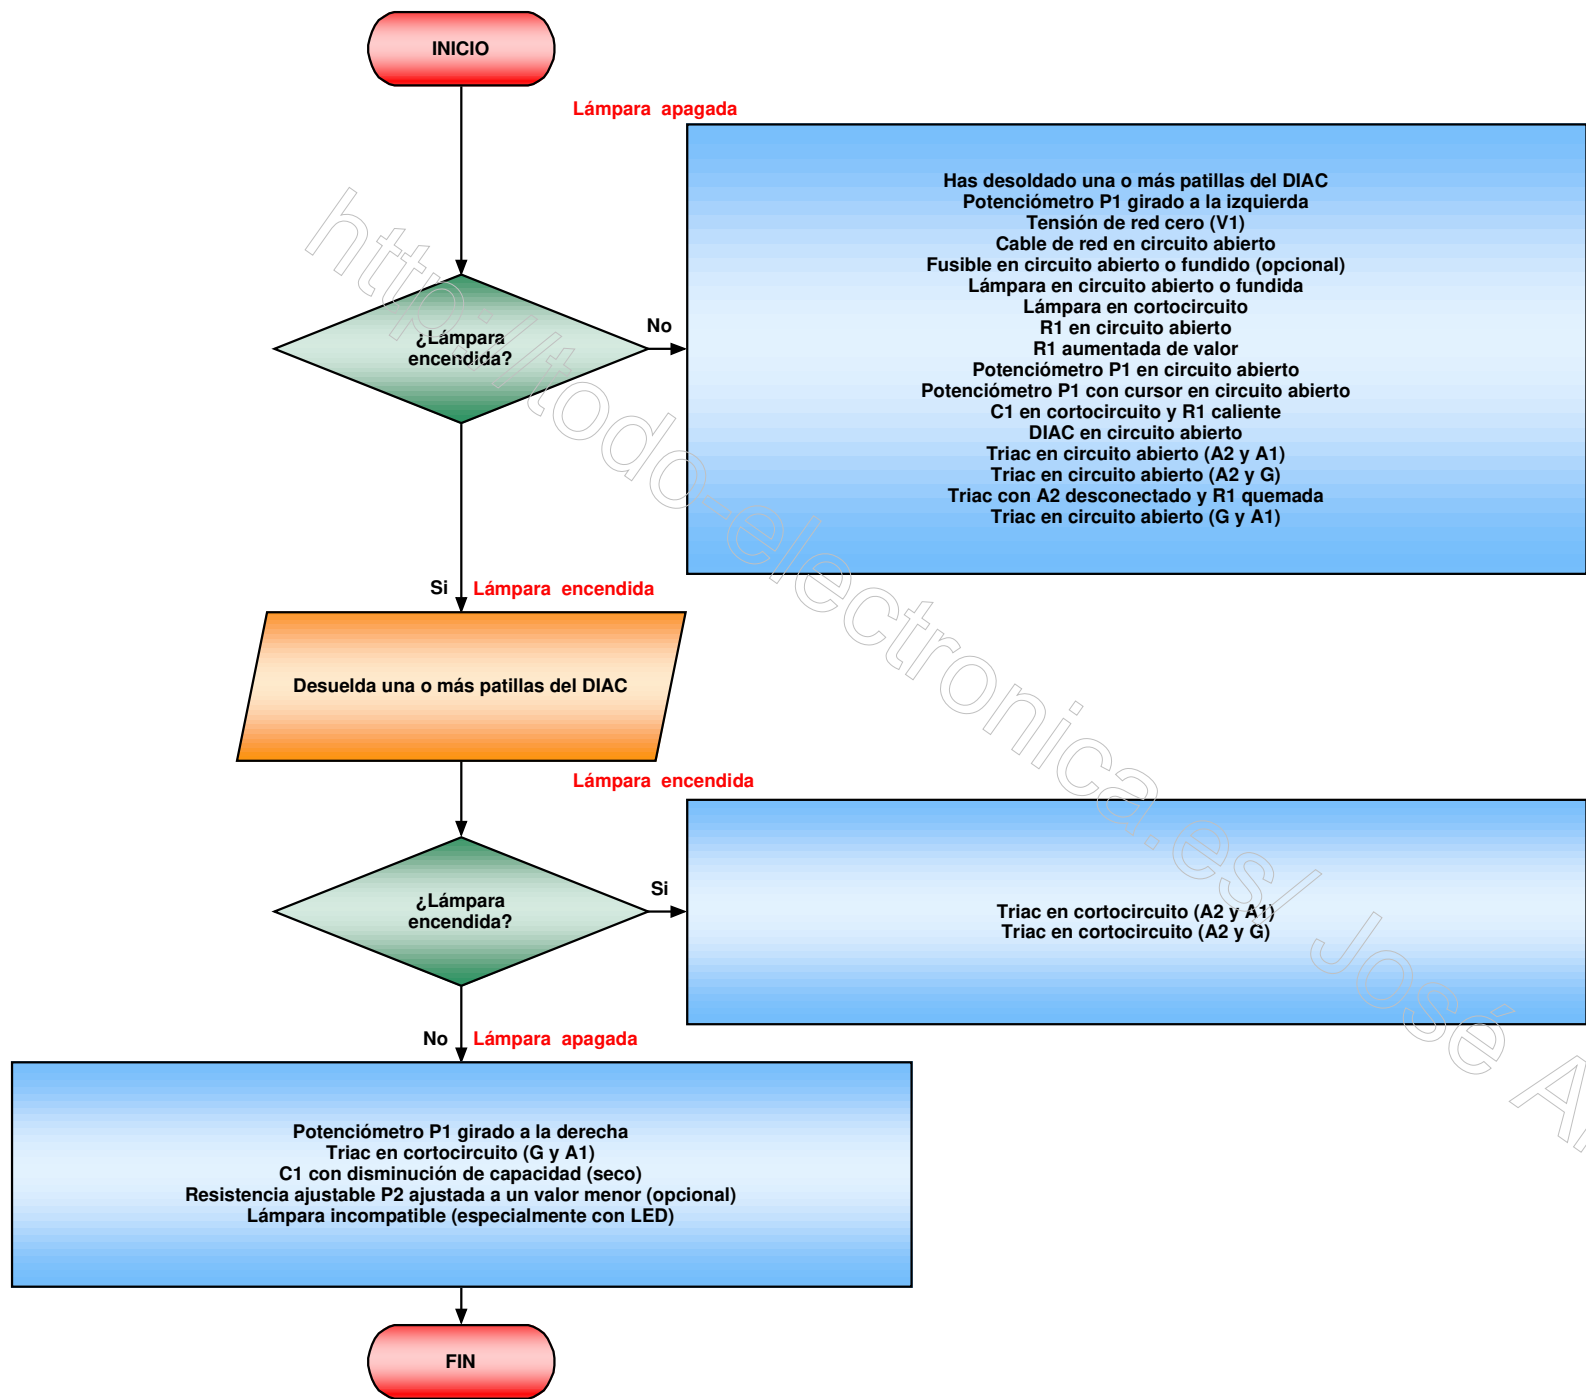 INICIO
Lámpara apagada
Has desoldado una o más patillas del DIAC
Potenciómetro P1 girado a la izquierda
Tensión de red cero (V1)
Cable de red en circuito abierto
Fusible en circuito abierto o fundido (opcional)
Lámpara en circuito abierto o fundida
Lámpara en cortocircuito
R1 en circuito abierto
R1 aumentada de valor
Potenciómetro P1 en circuito abierto
Potenciómetro P1 con cursor en circuito abierto
C1 en cortocircuito y R1 caliente
DIAC en circuito abierto
Triac en circuito abierto (A2 y A1)
Triac en circuito abierto (A2 y G)
Triac con A2 desconectado y R1 quemada
Triac en circuito abierto (G y A1)
¿Lámpara
encendida?
No
Si
Lámpara encendida
Desuelda una o más patillas del DIAC
Lámpara encendida
¿Lámpara
encendida?
Si
Triac en cortocircuito (A2 y A1)
Triac en cortocircuito (A2 y G)
No
Lámpara apagada
Potenciómetro P1 girado a la derecha
Triac en cortocircuito (G y A1)
C1 con disminución de capacidad (seco)
Resistencia ajustable P2 ajustada a un valor menor (opcional)
Lámpara incompatible (especialmente con LED)
FIN
http://todo-electronica.es/ José